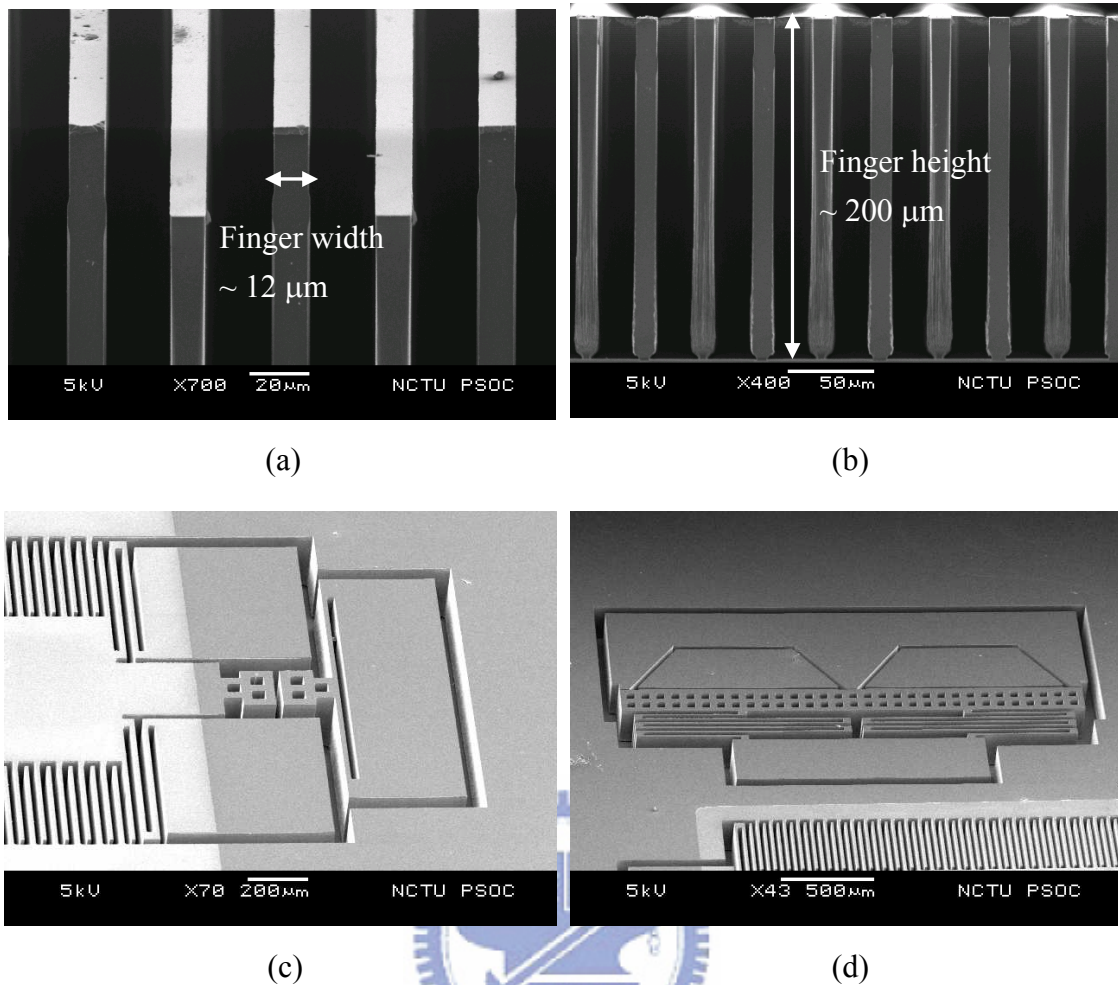 Finger width
~ 12 μm
5kV X700 20μm NCTU PSOC
Finger height
~ 200 μm
5kV X400 50μm NCTU PSOC
(a)
(b)
5kV X70 200μm NCTU PSOC
5kV X43 500μm NCTU PSOC
(c)
(d)